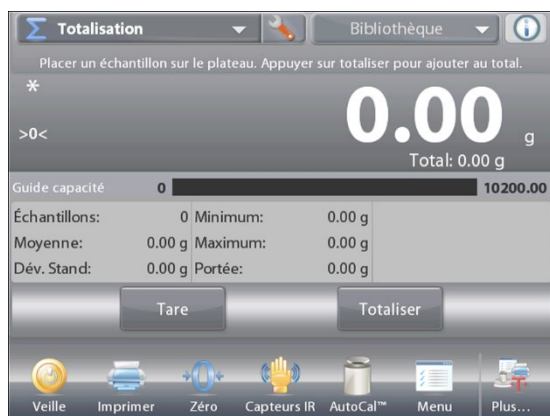 Σ Totalisation Bibliothèque
Placer un échantillon sur le plateau. Appuyer sur totaliser pour ajouter au total.
*
>0< 0.00 g
Total: 0.00 g
Guide capacité 0 10200.00
Échantillons: 0 Minimum: 0.00 g
Moyenne: 0.00 g Maximum: 0.00 g
Dév. Stand: 0.00 g Portée: 0.00 g
Tare Totaliser
Veille Imprimer Zéro Capteurs IR AutoCal™ Menu Plus...